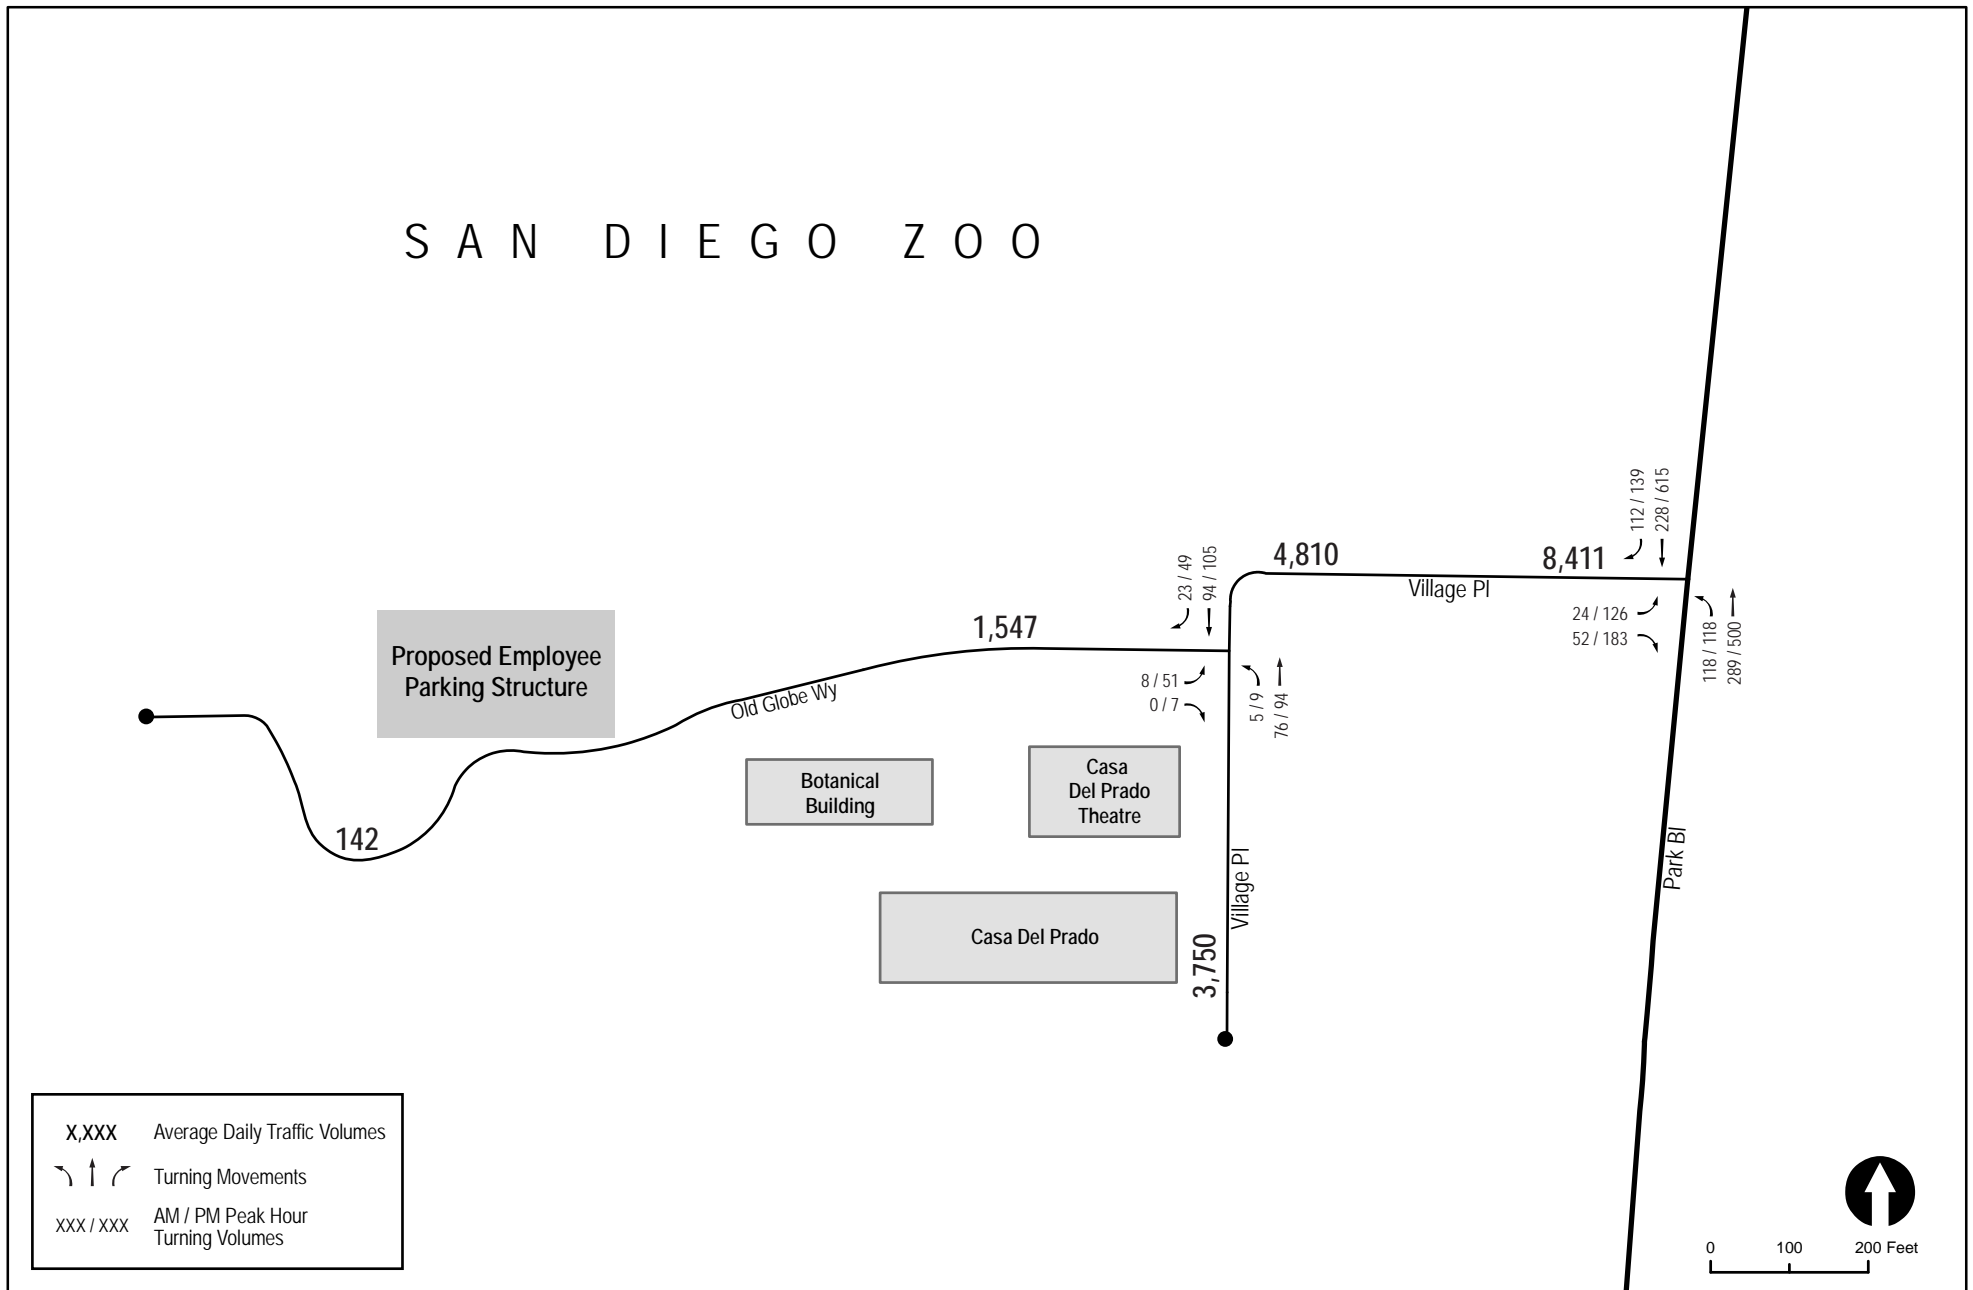 SAN DIEGO ZOO
112 / 139
228 / 615
4,810
8,411
Village Pl
23 / 49
94 / 105
24 / 126
52 / 183
118 / 118
289 / 500
1,547
Proposed Employee
Parking Structure
Old Globe Wy
8 / 51
0 / 7
5 / 9
76 / 94
Botanical
Building
Casa
Del Prado
Theatre
142
Park Bl
Village Pl
Casa Del Prado
3,750
X,XXX Average Daily Traffic Volumes
Turning Movements
XXX / XXX AM / PM Peak Hour
Turning Volumes
0 100 200 Feet